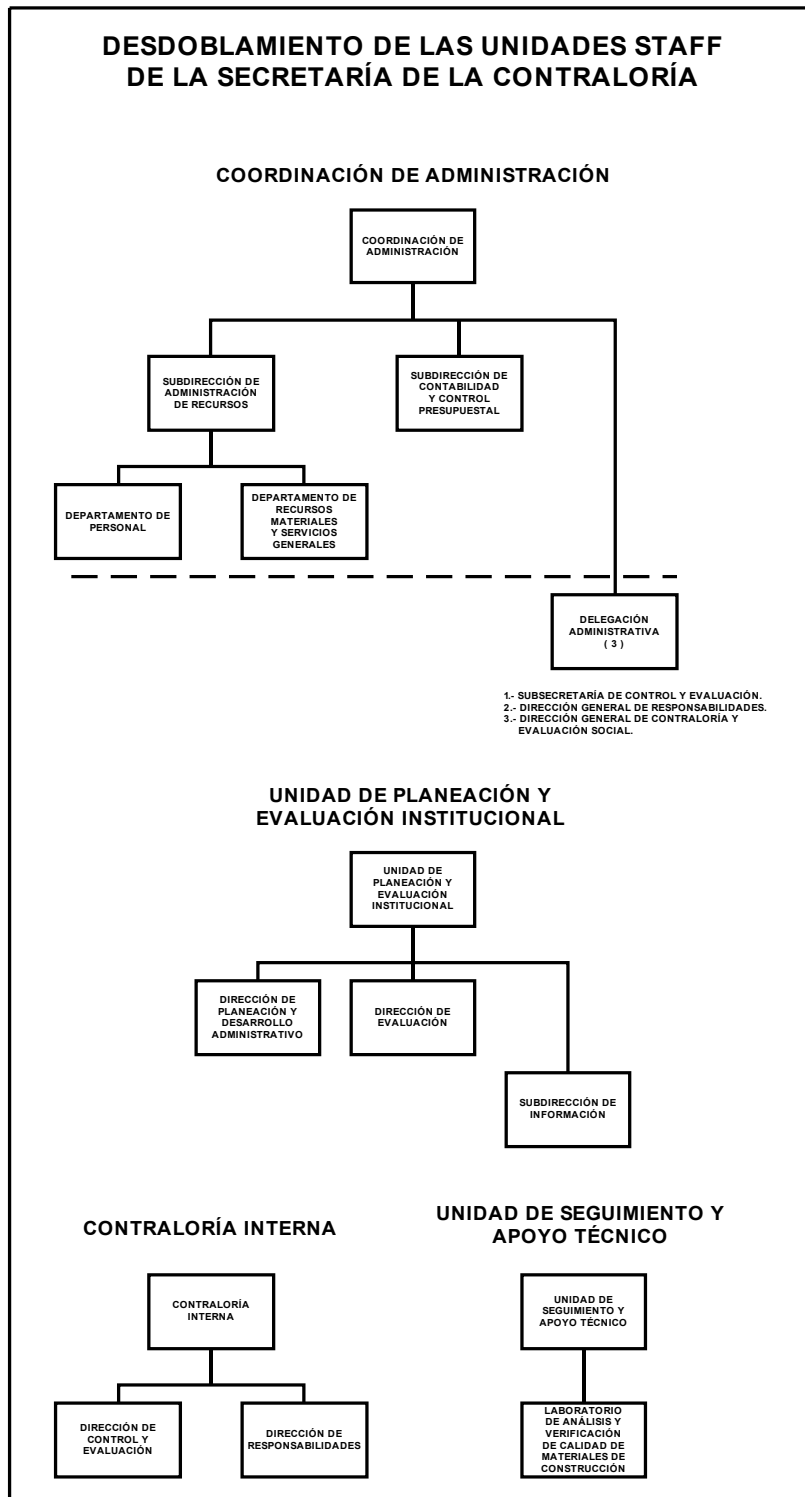 DESDOBLAMIENTO DE LAS UNIDADES STAFF
DE LA SECRETARÍA DE LA CONTRALORÍA
COORDINACIÓN DE ADMINISTRACIÓN
COORDINACIÓN DE
ADMINISTRACIÓN
SUBDIRECCIÓN DE
ADMINISTRACIÓN
DE RECURSOS
SUBDIRECCIÓN DE
CONTABILIDAD
Y CONTROL
PRESUPUESTAL
DEPARTAMENTO DE
PERSONAL
DEPARTAMENTO DE
RECURSOS
MATERIALES
Y SERVICIOS
GENERALES
DELEGACIÓN
ADMINISTRATIVA
( 3 )
1.- SUBSECRETARÍA DE CONTROL Y EVALUACIÓN.
2.- DIRECCIÓN GENERAL DE RESPONSABILIDADES.
3.- DIRECCIÓN GENERAL DE CONTRALORÍA Y
EVALUACIÓN SOCIAL.
UNIDAD DE PLANEACIÓN Y
EVALUACIÓN INSTITUCIONAL
UNIDAD DE
PLANEACIÓN Y
EVALUACIÓN
INSTITUCIONAL
DIRECCIÓN DE
PLANEACIÓN Y
DESARROLLO
ADMINISTRATIVO
DIRECCIÓN DE
EVALUACIÓN
SUBDIRECCIÓN DE
INFORMACIÓN
CONTRALORÍA INTERNA
CONTRALORÍA
INTERNA
DIRECCIÓN DE
CONTROL Y
EVALUACIÓN
DIRECCIÓN DE
RESPONSABILIDADES
UNIDAD DE SEGUIMIENTO Y
APOYO TÉCNICO
UNIDAD DE
SEGUIMIENTO Y
APOYO TÉCNICO
LABORATORIO
DE ANÁLISIS Y
VERIFICACIÓN
DE CALIDAD DE
MATERIALES DE
CONSTRUCCIÓN